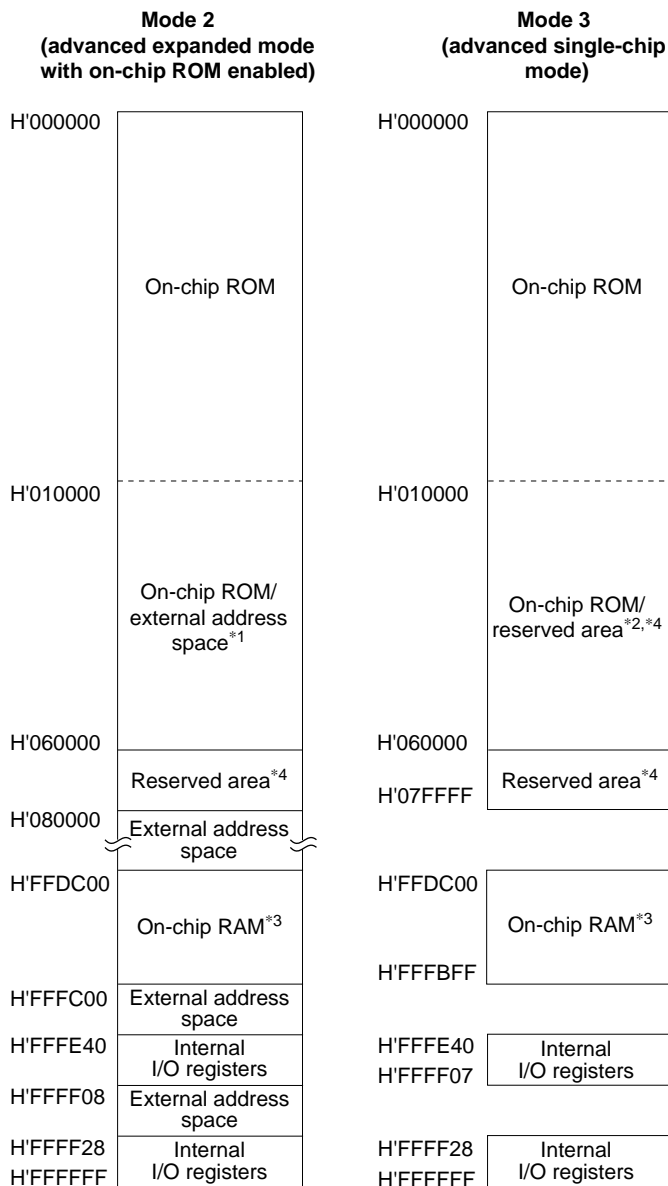 Mode 2
(advanced expanded mode
with on-chip ROM enabled)
H'000000
On-chip ROM
H'010000
On-chip ROM/
external address
space*1
H'060000
Reserved area*4
H'080000
External address
space
H'FFDC00
On-chip RAM*3
H'FFFC00
External address
space
H'FFFE40
Internal
I/O registers
H'FFFF08
External address
space
H'FFFF28
Internal
I/O registers
H'FFFFFF
Mode 3
(advanced single-chip
mode)
H'000000
On-chip ROM
H'010000
On-chip ROM/
reserved area*2,*4
H'060000
Reserved area*4
H'07FFFF
H'FFDC00
On-chip RAM*3
H'FFFBFF
H'FFFE40
Internal
I/O registers
H'FFFF07
H'FFFF28
Internal
I/O registers
H'FFFFFF